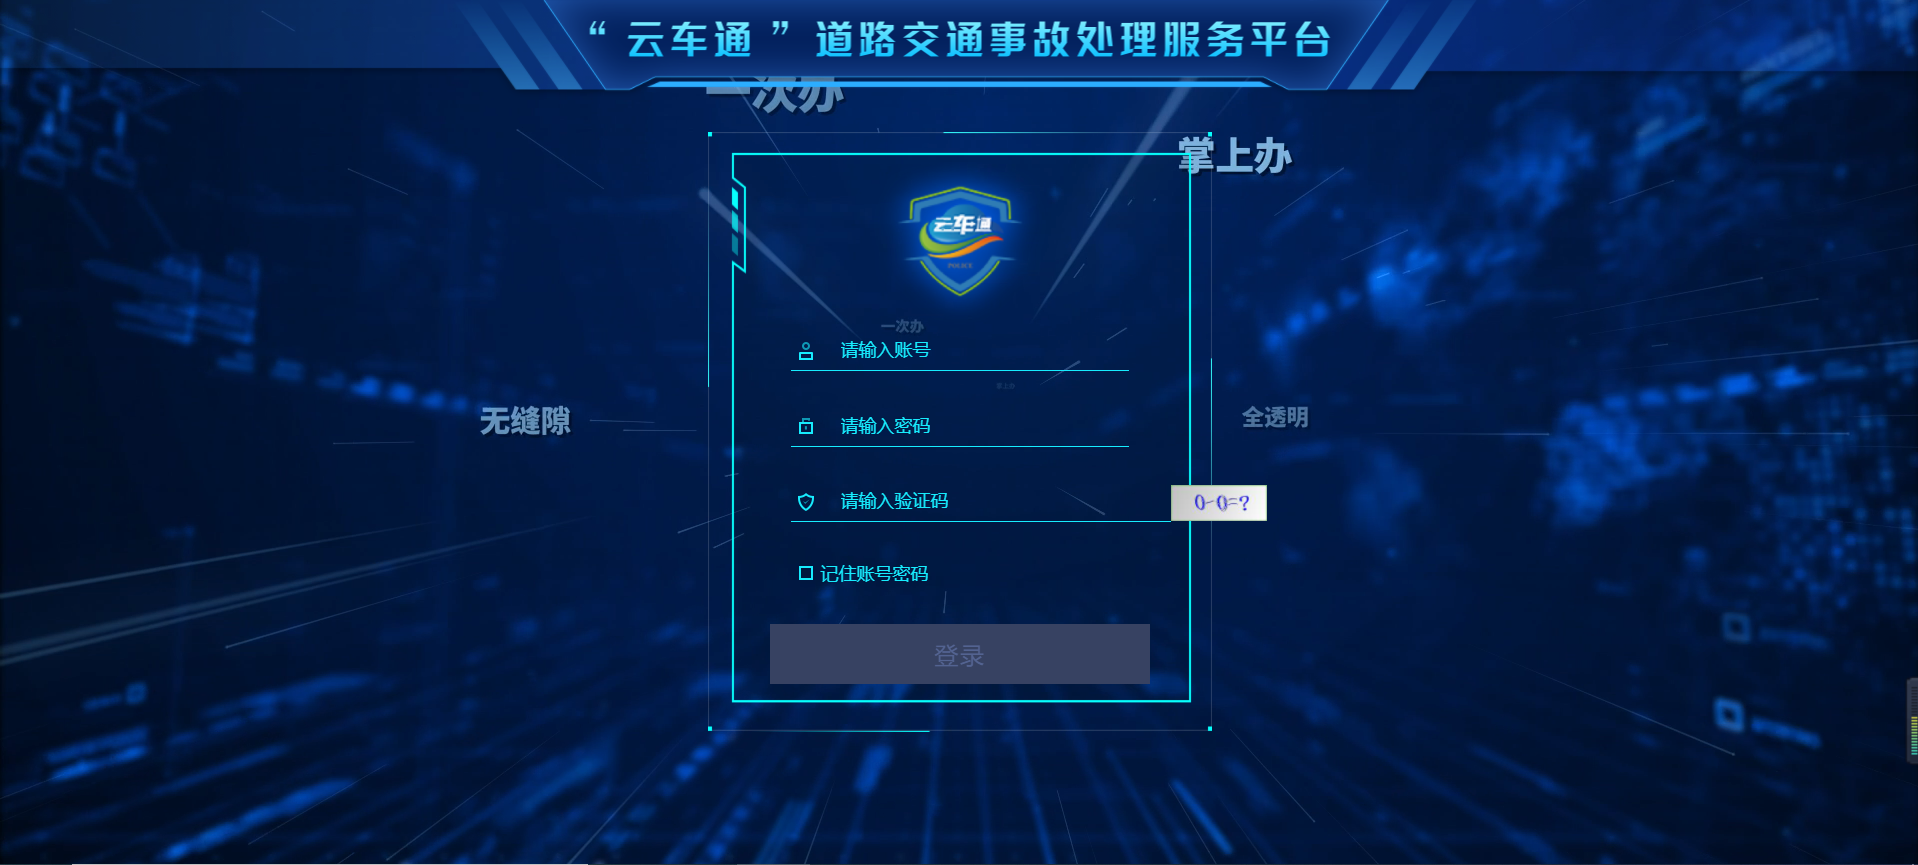 “云车通”道路交通事故处理服务平台
一次办
掌上办
云车通
POLICE
一次办
请输入账号
掌上办
无缝隙
请输入密码
全透明
请输入验证码
0-0=?
记住账号密码
登录